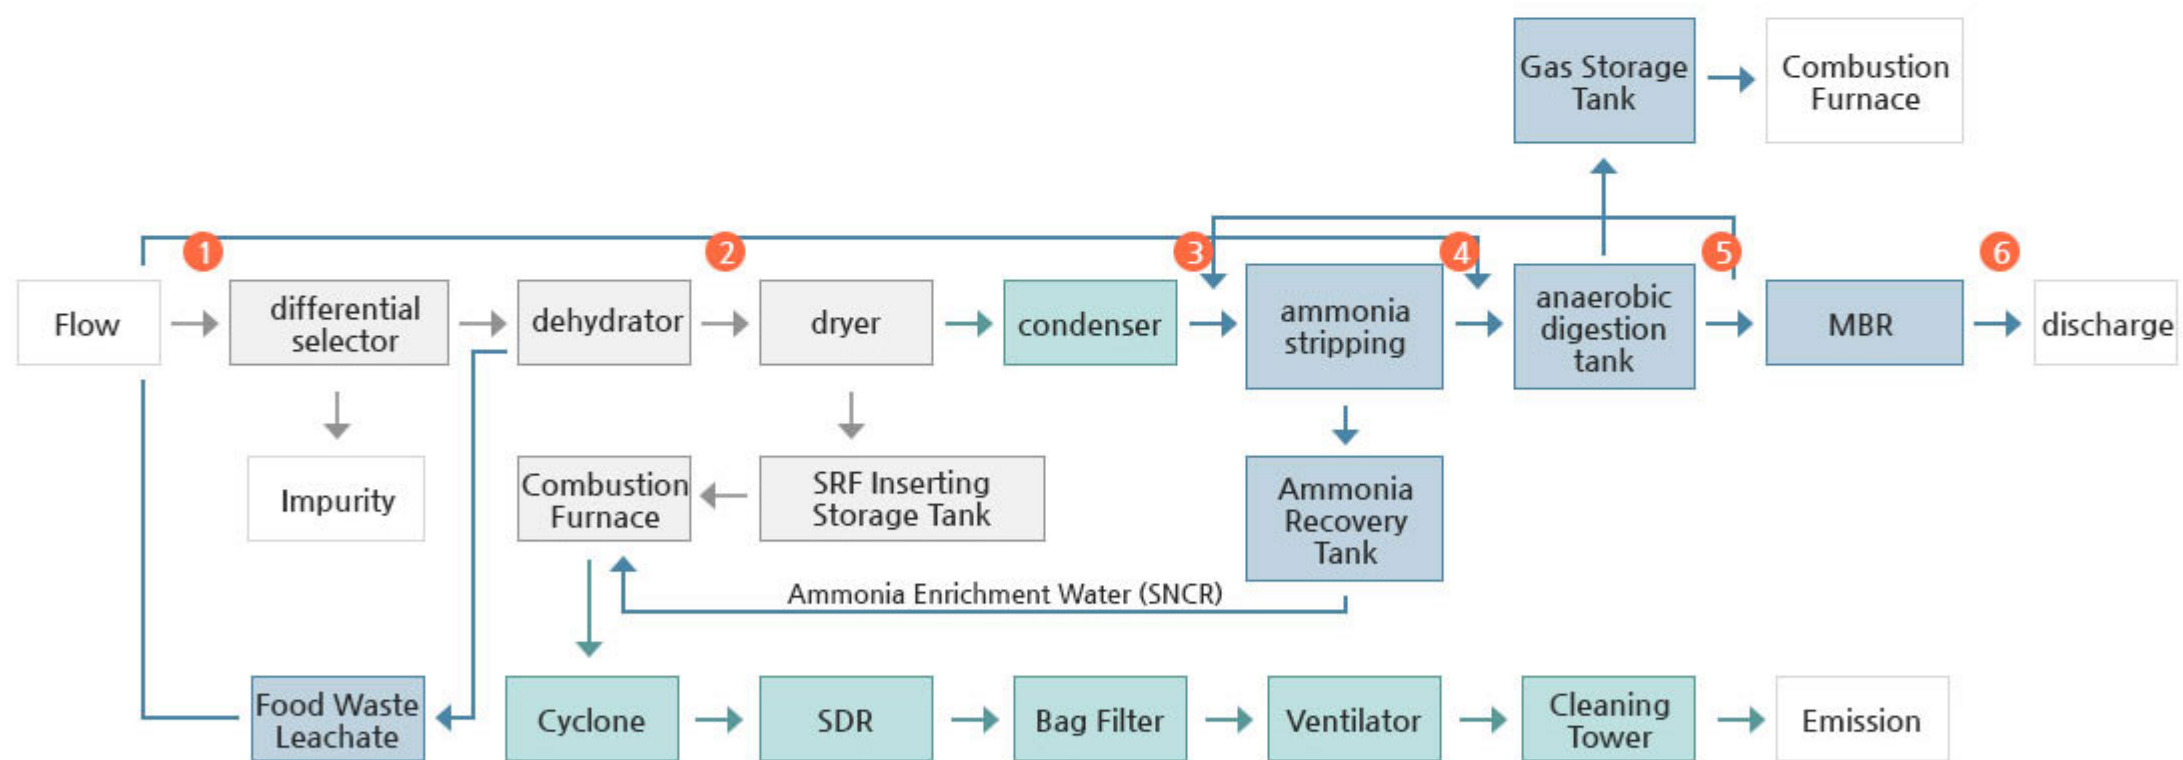 Gas Storage
Tank
Combustion
Furnace
1
2
3
4
5
6
Flow
differential
selector
dehydrator
dryer
condenser
ammonia
stripping
anaerobic
digestion
tank
MBR
discharge
Impurity
Combustion
Furnace
SRF Inserting
Storage Tank
Ammonia
Recovery
Tank
Ammonia Enrichment Water (SNCR)
Food Waste
Leachate
Cyclone
SDR
Bag Filter
Ventilator
Cleaning
Tower
Emission